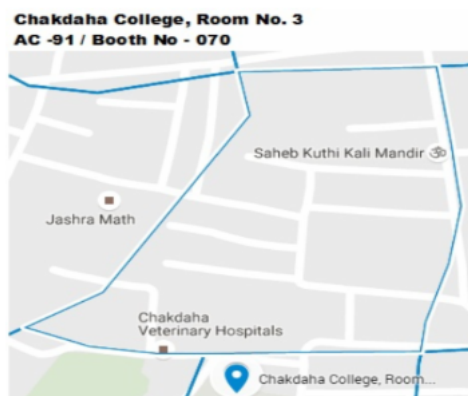 Chakdaha College, Room No. 3
AC -91 / Booth No - 070
Saheb Kuthi Kali Mandir ॐ
Jashra Math
Chakdaha
Veterinary Hospitals
Chakdaha College, Room...